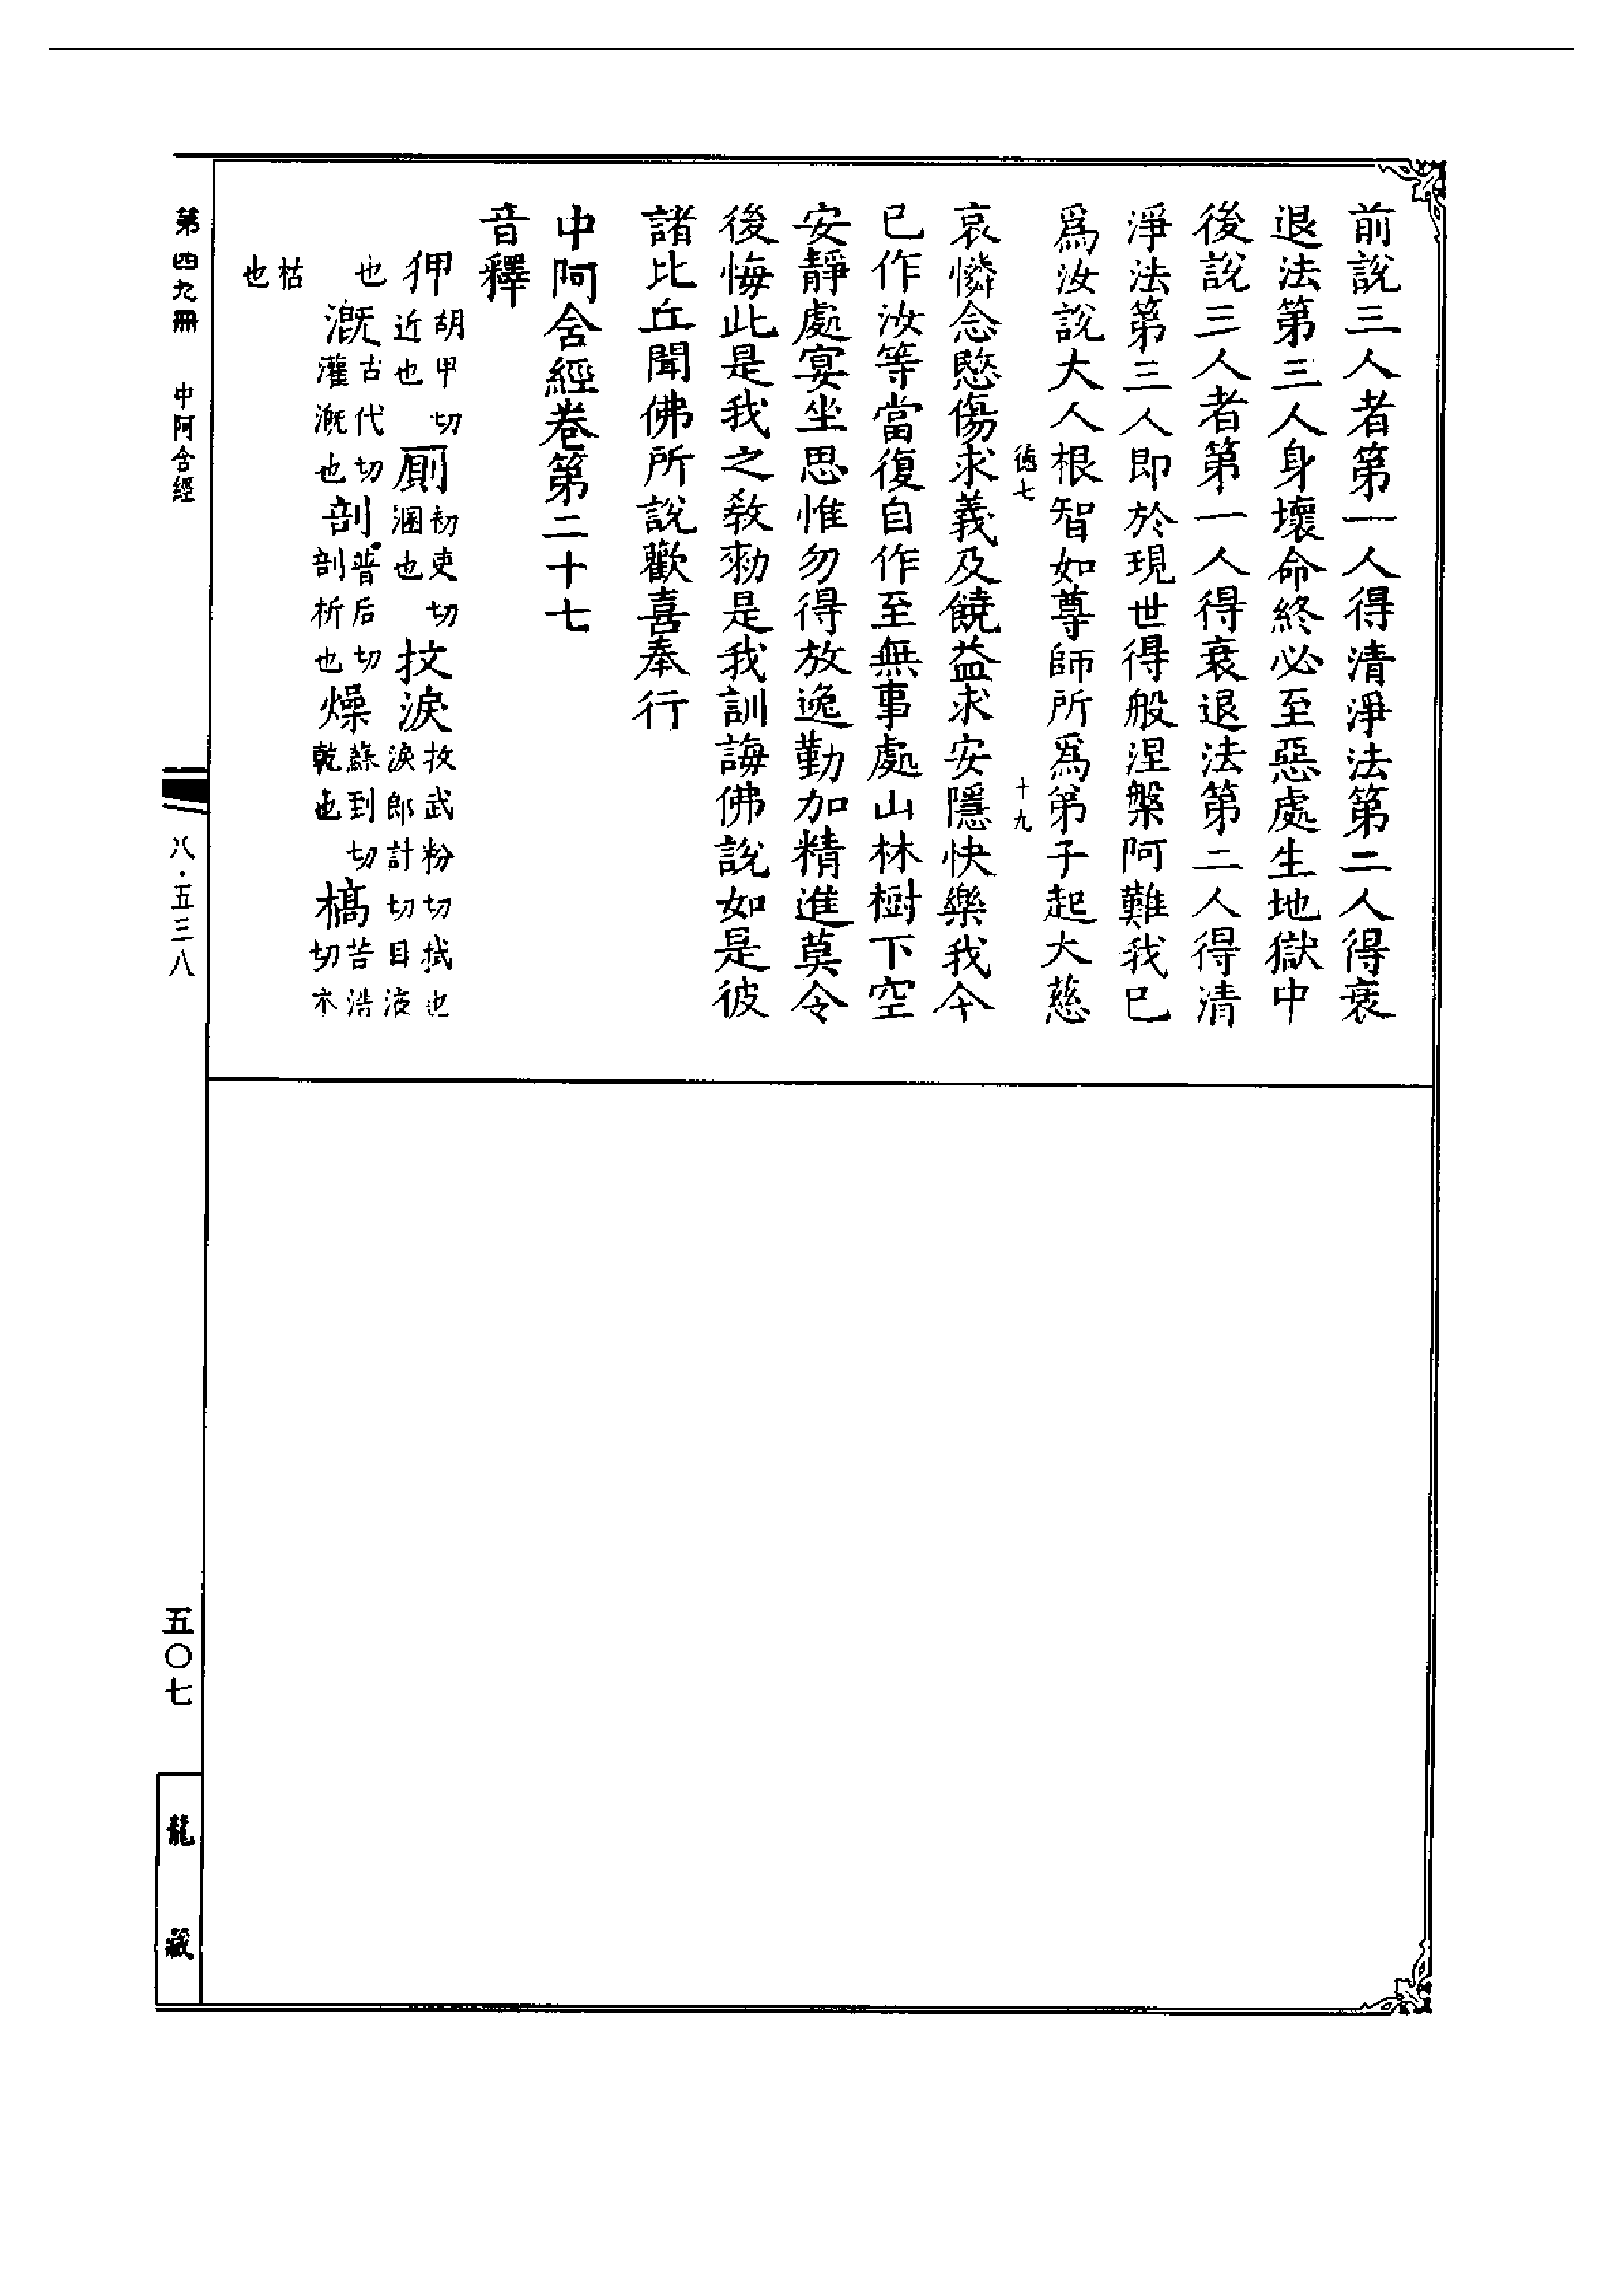 前說三人者第一人得清淨法第二人得衰
退法第三人身壞命終必至惡處生地獄中
後說三人者第一人得衰退法第二人得清
淨法第三人即於現世得般涅槃阿難我已
爲汝說大人根智如尊師所爲弟子起大慈
德七 十九
哀憐念愍傷求義及饒益求安隱快樂我今
已作汝等當復自作至無事處山林樹下空
安靜處宴坐思惟勿得放逸勤加精進莫令
後悔此是我之教勑是我訓誨佛說如是彼
諸比丘聞佛所說歡喜奉行
中阿含經卷第二十七
音釋
狎胡甲切近也厠初吏切溷也抆淚抆武粉切拭也淚郎計切目液
也溉古代切灌溉也剖普后切剖析也燥蘇到切乾也槁苦浩切木
枯也
第四九冊 中阿含經
八·五三八
五〇七
龍藏